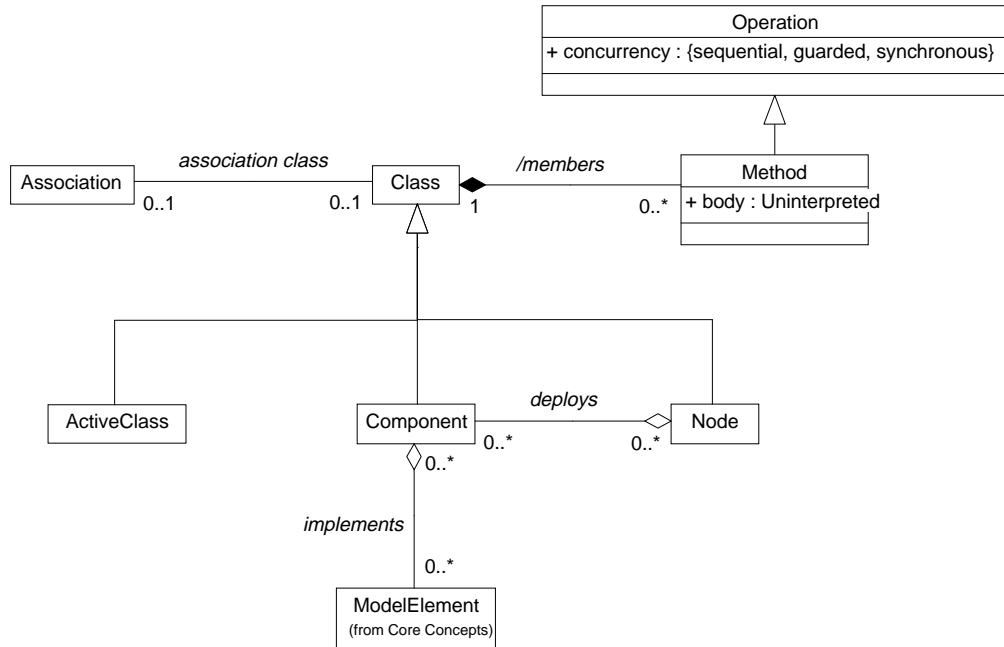 Operation
+ concurrency : {sequential, guarded, synchronous}
association class
/members
Association
Class
Method
0..1
0..1
1
0..*
+ body : Uninterpreted
deploys
ActiveClass
Component
Node
0..*
0..*
0..*
implements
0..*
ModelElement
(from Core Concepts)